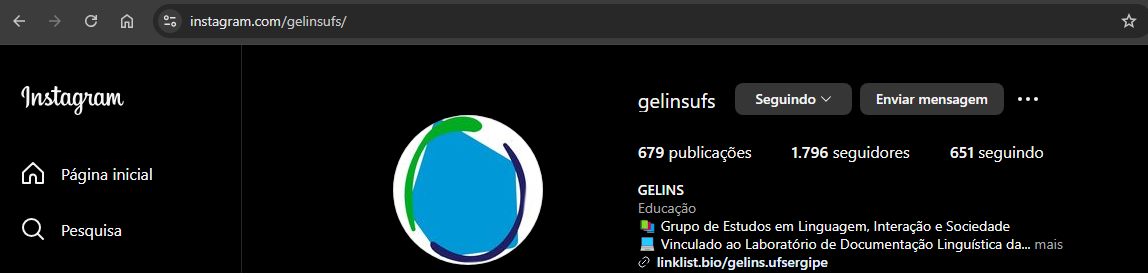 instagram.com/gelinsufs/
Instagram
gelinsufs Seguindo Enviar mensagem
679 publicações 1.796 seguidores 651 seguindo
GELINS
Educação
Página inicial
Grupo de Estudos em Linguagem, Interação e Sociedade
Pesquisa
Vinculado ao Laboratório de Documentação Linguística da... mais
linklist.bio/gelins.ufsergipe